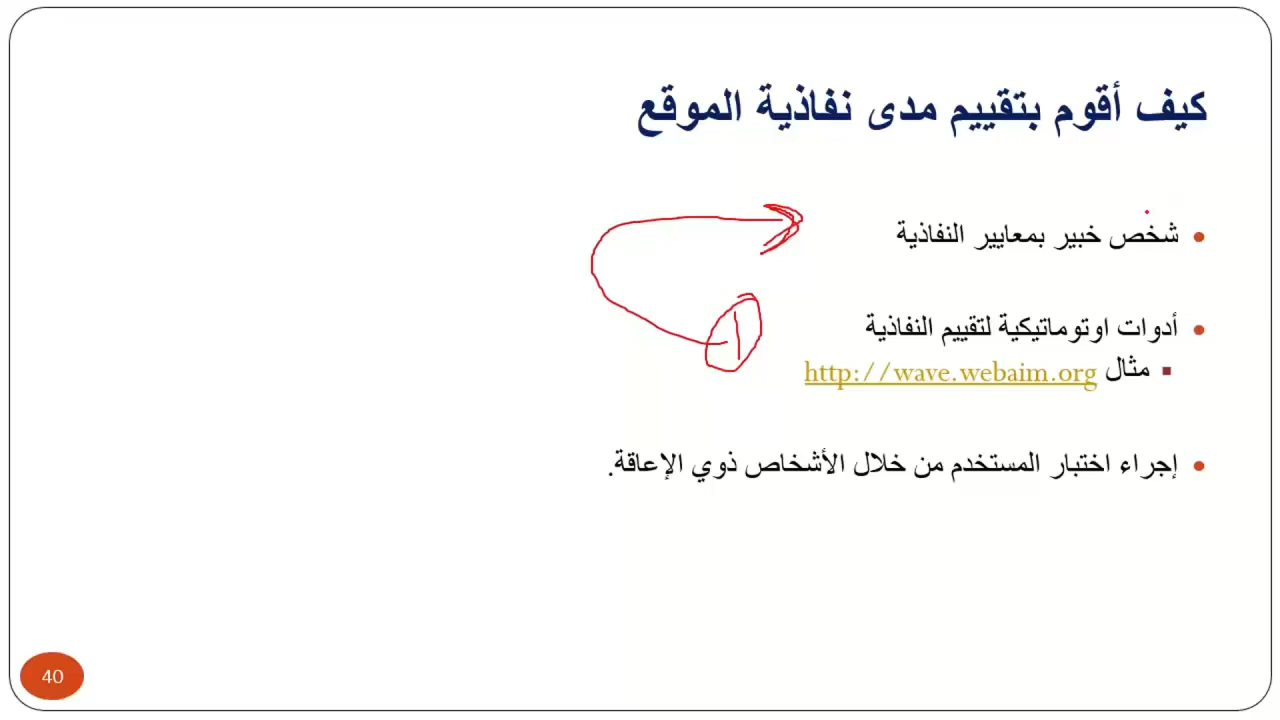 كيف أقوم بتقييم مدى نفاذية الموقع
شخص خبير بمعايير النفاذية
1
أدوات اوتوماتيكية لتقييم النفاذية
مثال http://wave.webaim.org
إجراء اختبار المستخدم من خلال الأشخاص ذوي الإعاقة.
40